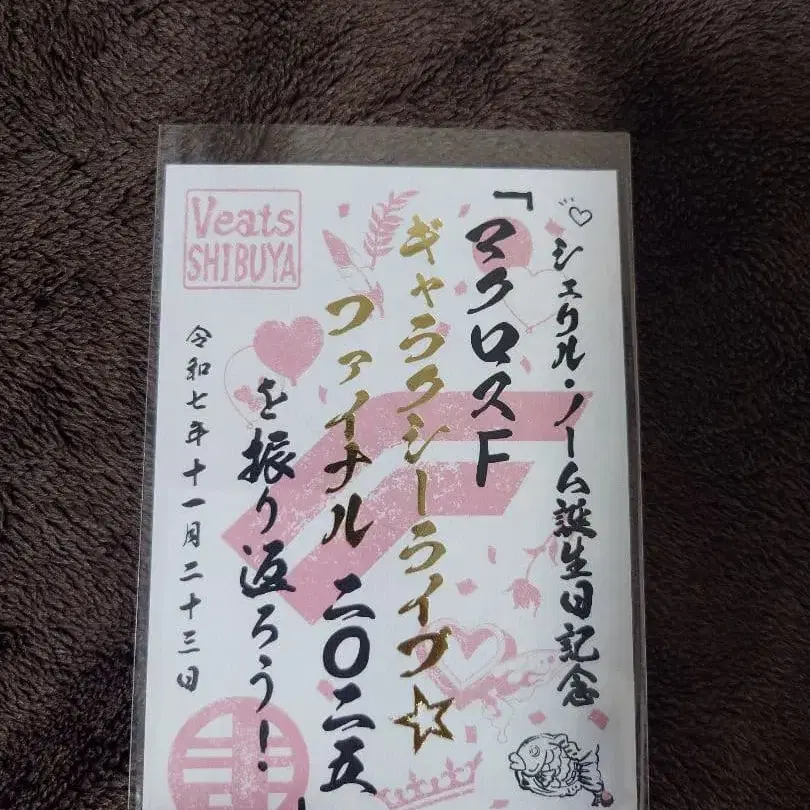 シェリル・ノーム誕生日記念
『マクロスF
ギャラクシーライブ☆
ファイナル 二〇二五
を振り返ろう!
令和七年十一月二十三日
Veats
SHIBUYA